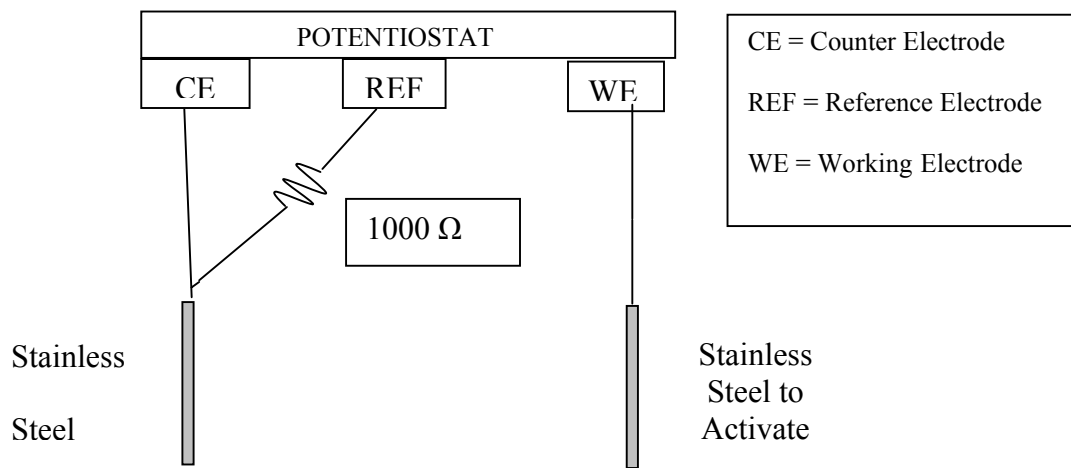 POTENTIOSTAT
CE
REF
WE
CE = Counter Electrode
REF = Reference Electrode
WE = Working Electrode
1000 Ω
Stainless
Steel
Stainless
Steel to
Activate